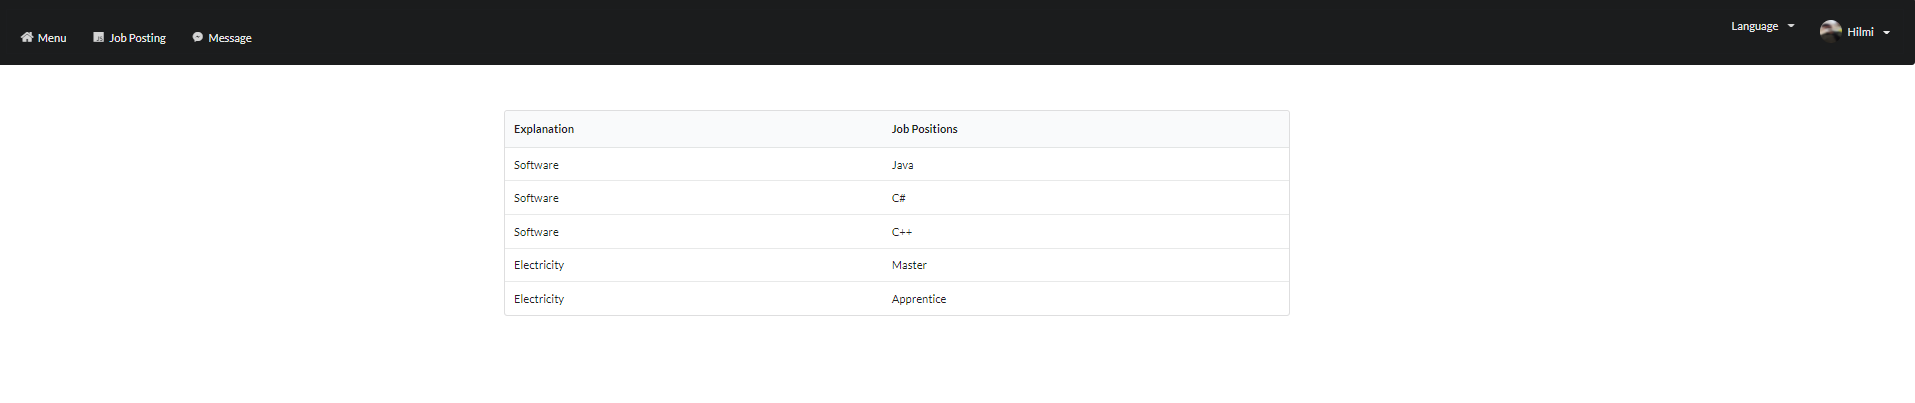 Menu Job Posting Message Language Hilmi
Explanation Job Positions
Software Java
Software C#
Software C++
Electricity Master
Electricity Apprentice